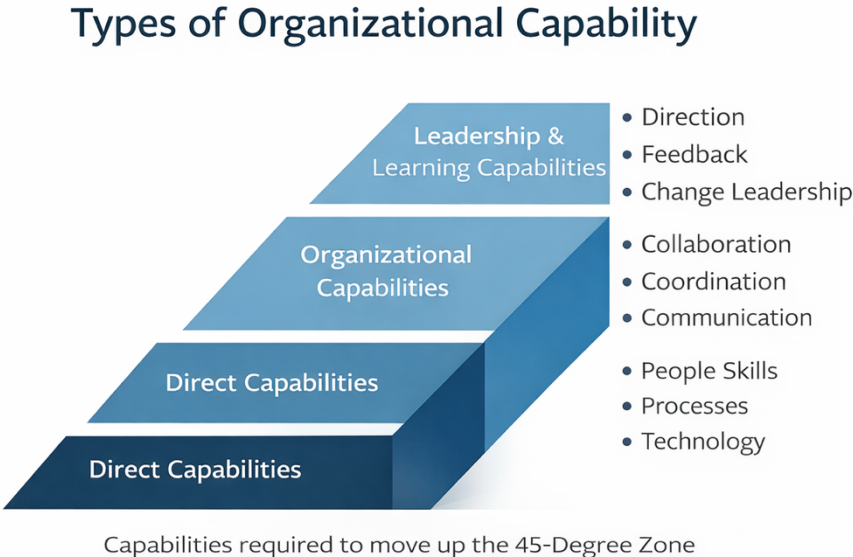 Types of Organizational Capability
Leadership &
Learning Capabilities
• Direction
• Feedback
• Change Leadership
Organizational
Capabilities
• Collaboration
• Coordination
• Communication
Direct Capabilities
• People Skills
• Processes
• Technology
Direct Capabilities
Capabilities required to move up the 45-Degree Zone